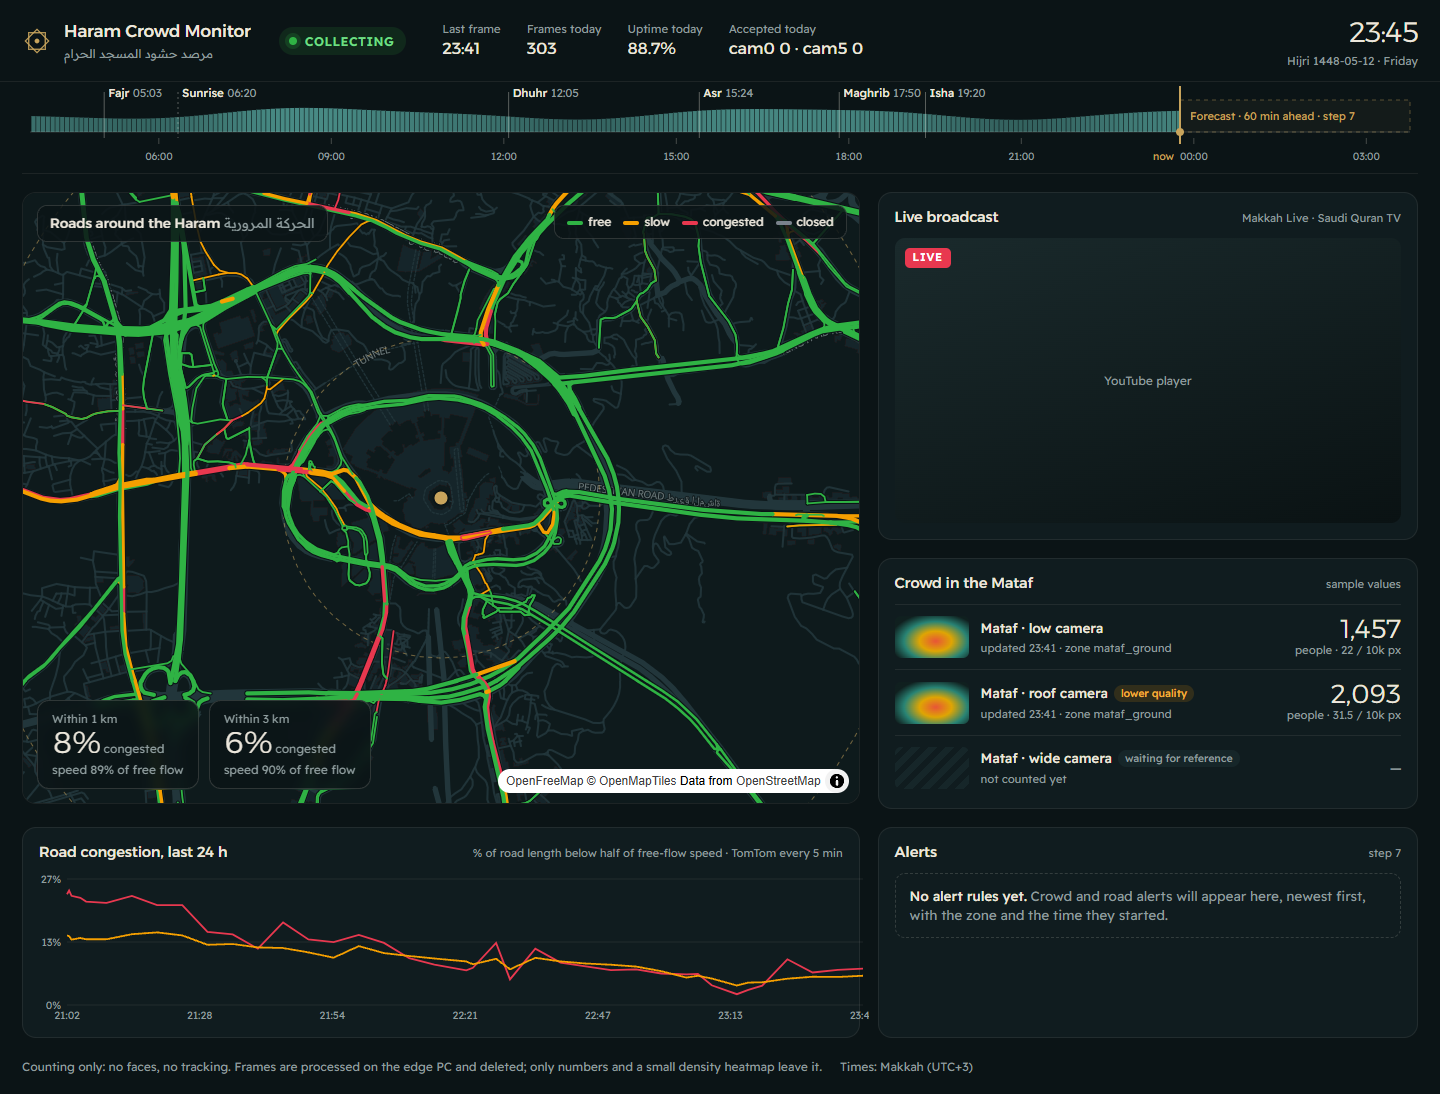 Haram Crowd Monitor
مرصد حشود المسجد الحرام
COLLECTING
Last frame
23:41
Frames today
303
Uptime today
88.7%
Accepted today
cam0 0 · cam5 0
23:45
Hijri 1448-05-12 · Friday
Fajr 05:03
Sunrise 06:20
Dhuhr 12:05
Asr 15:24
Maghrib 17:50
Isha 19:20
Forecast · 60 min ahead · step 7
06:00
09:00
12:00
15:00
18:00
21:00
now
00:00
03:00
Roads around the Haram الحركة المرورية
free
slow
congested
closed
TUNNEL
Within 1 km
8% congested
speed 89% of free flow
Within 3 km
6% congested
speed 90% of free flow
OpenFreeMap © OpenMapTiles Data from OpenStreetMap
Live broadcast
Makkah Live · Saudi Quran TV
LIVE
YouTube player
Crowd in the Mataf
sample values
Mataf · low camera
updated 23:41 · zone mataf_ground
1,457
people · 22 / 10k px
Mataf · roof camera lower quality
updated 23:41 · zone mataf_ground
2,093
people · 31.5 / 10k px
Mataf · wide camera waiting for reference
not counted yet
—
Road congestion, last 24 h
% of road length below half of free-flow speed · TomTom every 5 min
27%
13%
0%
21:02
21:28
21:54
22:21
22:47
23:13
23:4
Alerts
step 7
No alert rules yet. Crowd and road alerts will appear here, newest first,
with the zone and the time they started.
Counting only: no faces, no tracking. Frames are processed on the edge PC and deleted; only numbers and a small density heatmap leave it.
Times: Makkah (UTC+3)